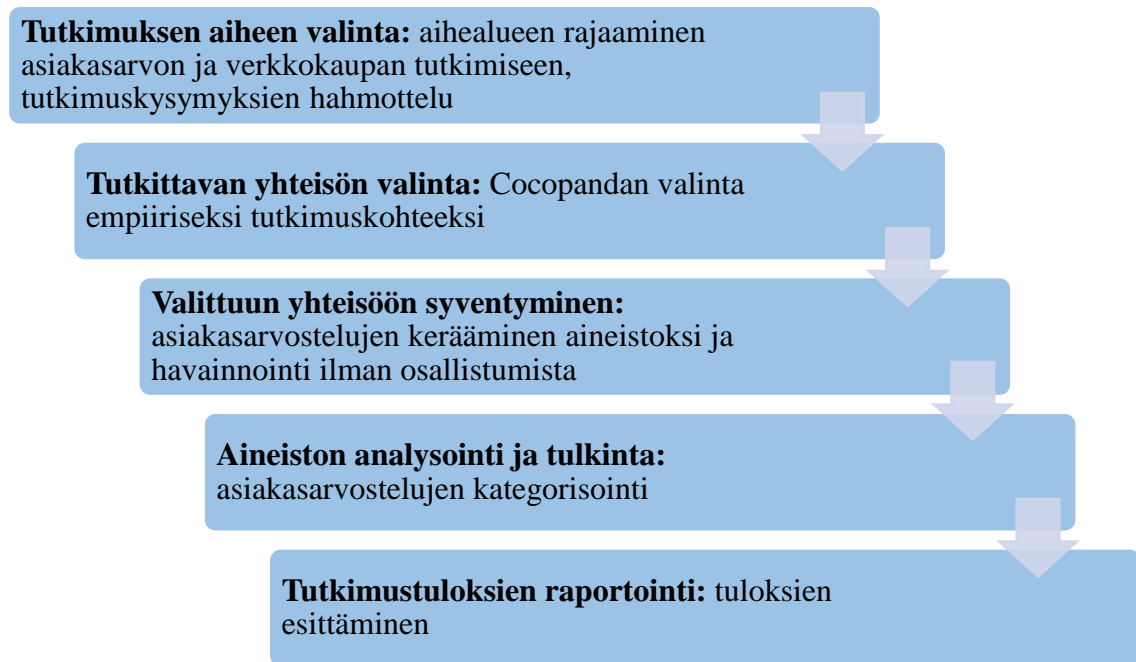 Tutkimuksen aiheen valinta: aihealueen rajaaminen
asiakasarvon ja verkkokaupan tutkimiseen,
tutkimuskysymyksien hahmottelu
Tutkittavan yhteisön valinta: Cocopandan valinta
empiiriseksi tutkimuskohteeksi
Valittuun yhteisöön syventyminen:
asiakasarvostelujen kerääminen aineistoksi ja
havainnointi ilman osallistumista
Aineiston analysointi ja tulkinta:
asiakasarvostelujen kategorisointi
Tutkimustuloksien raportointi: tuloksien
esittäminen